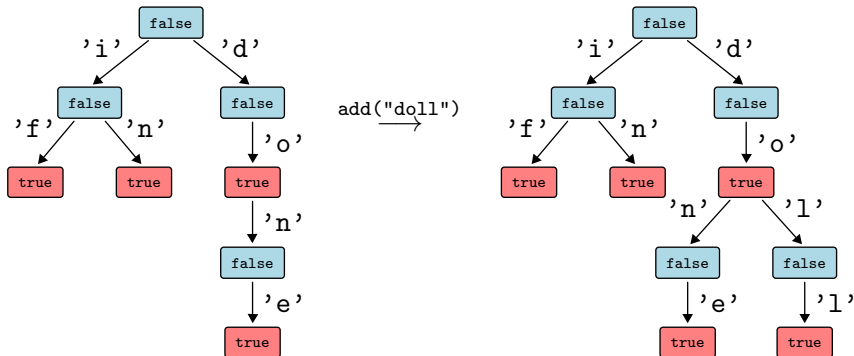 false false
'i' 'd' 'i' 'd'
false false add("doll") false false
'f' 'n' 'o' 'f' 'n' 'o'
true true true true true true
'n' 'n' 'l'
false false false
'e' 'e' 'l'
true true true